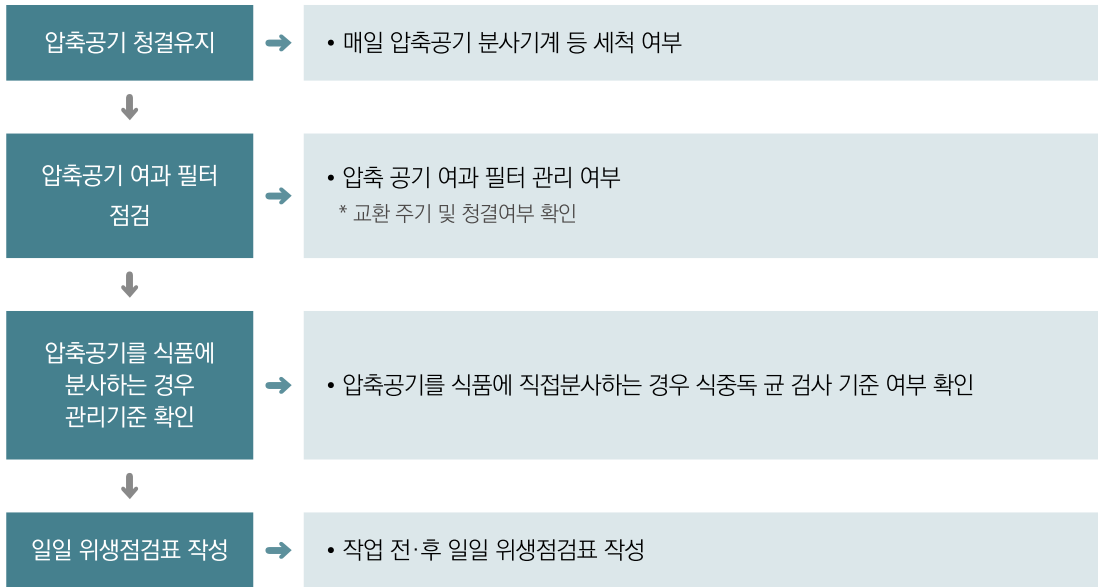 압축공기 청결유지
• 매일 압축공기 분사기계 등 세척 여부
압축공기 여과 필터
점검
• 압축 공기 여과 필터 관리 여부
* 교환 주기 및 청결여부 확인
압축공기를 식품에
분사하는 경우
관리기준 확인
• 압축공기를 식품에 직접분사하는 경우 식중독 균 검사 기준 여부 확인
일일 위생점검표 작성
• 작업 전·후 일일 위생점검표 작성